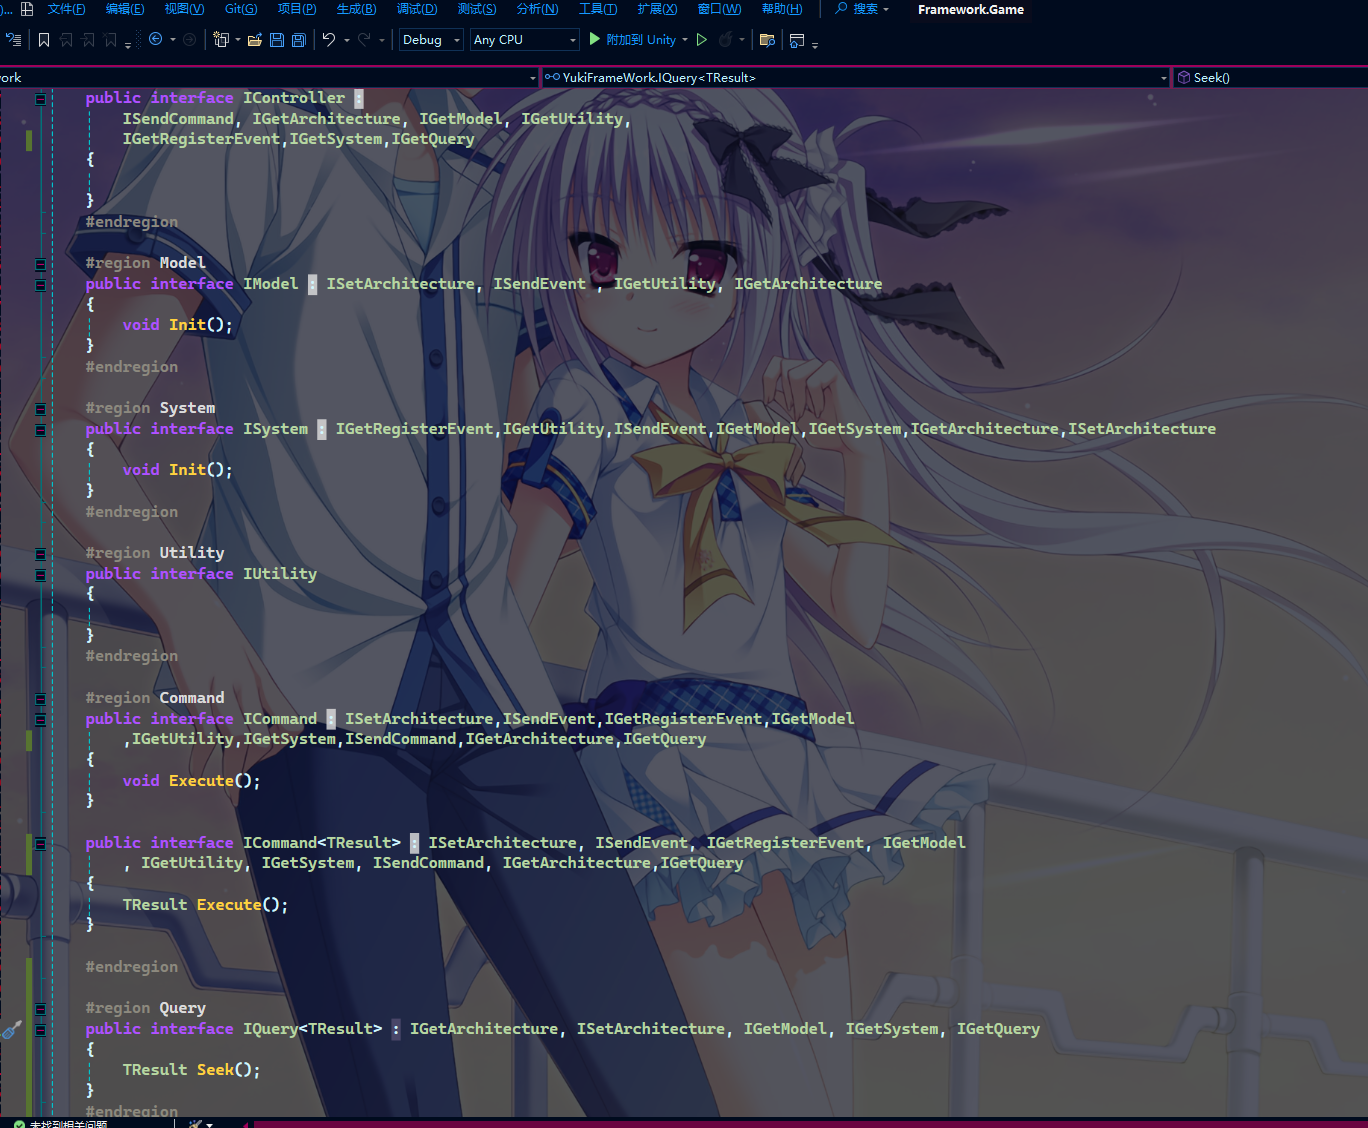 文件(F) 编辑(E) 视图(V) Git(G) 项目(P) 生成(B) 调试(D) 测试(S) 分析(N) 工具(T) 扩展(X) 窗口(W) 帮助(H) 搜索 Framework.Game
Debug Any CPU 附加到 Unity
ork YukiFrameWork.IQuery<TResult> Seek()
public interface IController :
ISendCommand, IGetArchitecture, IGetModel, IGetUtility,
IGetRegisterEvent,IGetSystem,IGetQuery
{
}
#endregion
#region Model
public interface IModel : ISetArchitecture, ISendEvent , IGetUtility, IGetArchitecture
{
void Init();
}
#endregion
#region System
public interface ISystem : IGetRegisterEvent,IGetUtility,ISendEvent,IGetModel,IGetSystem,IGetArchitecture,ISetArchitecture
{
void Init();
}
#endregion
#region Utility
public interface IUtility
{
}
#endregion
#region Command
public interface ICommand : ISetArchitecture,ISendEvent,IGetRegisterEvent,IGetModel
,IGetUtility,IGetSystem,ISendCommand,IGetArchitecture,IGetQuery
{
void Execute();
}
public interface ICommand<TResult> : ISetArchitecture, ISendEvent, IGetRegisterEvent, IGetModel
, IGetUtility, IGetSystem, ISendCommand, IGetArchitecture,IGetQuery
{
TResult Execute();
}
#endregion
#region Query
public interface IQuery<TResult> : IGetArchitecture, ISetArchitecture, IGetModel, IGetSystem, IGetQuery
{
TResult Seek();
}
#endregion
未找到相关问题